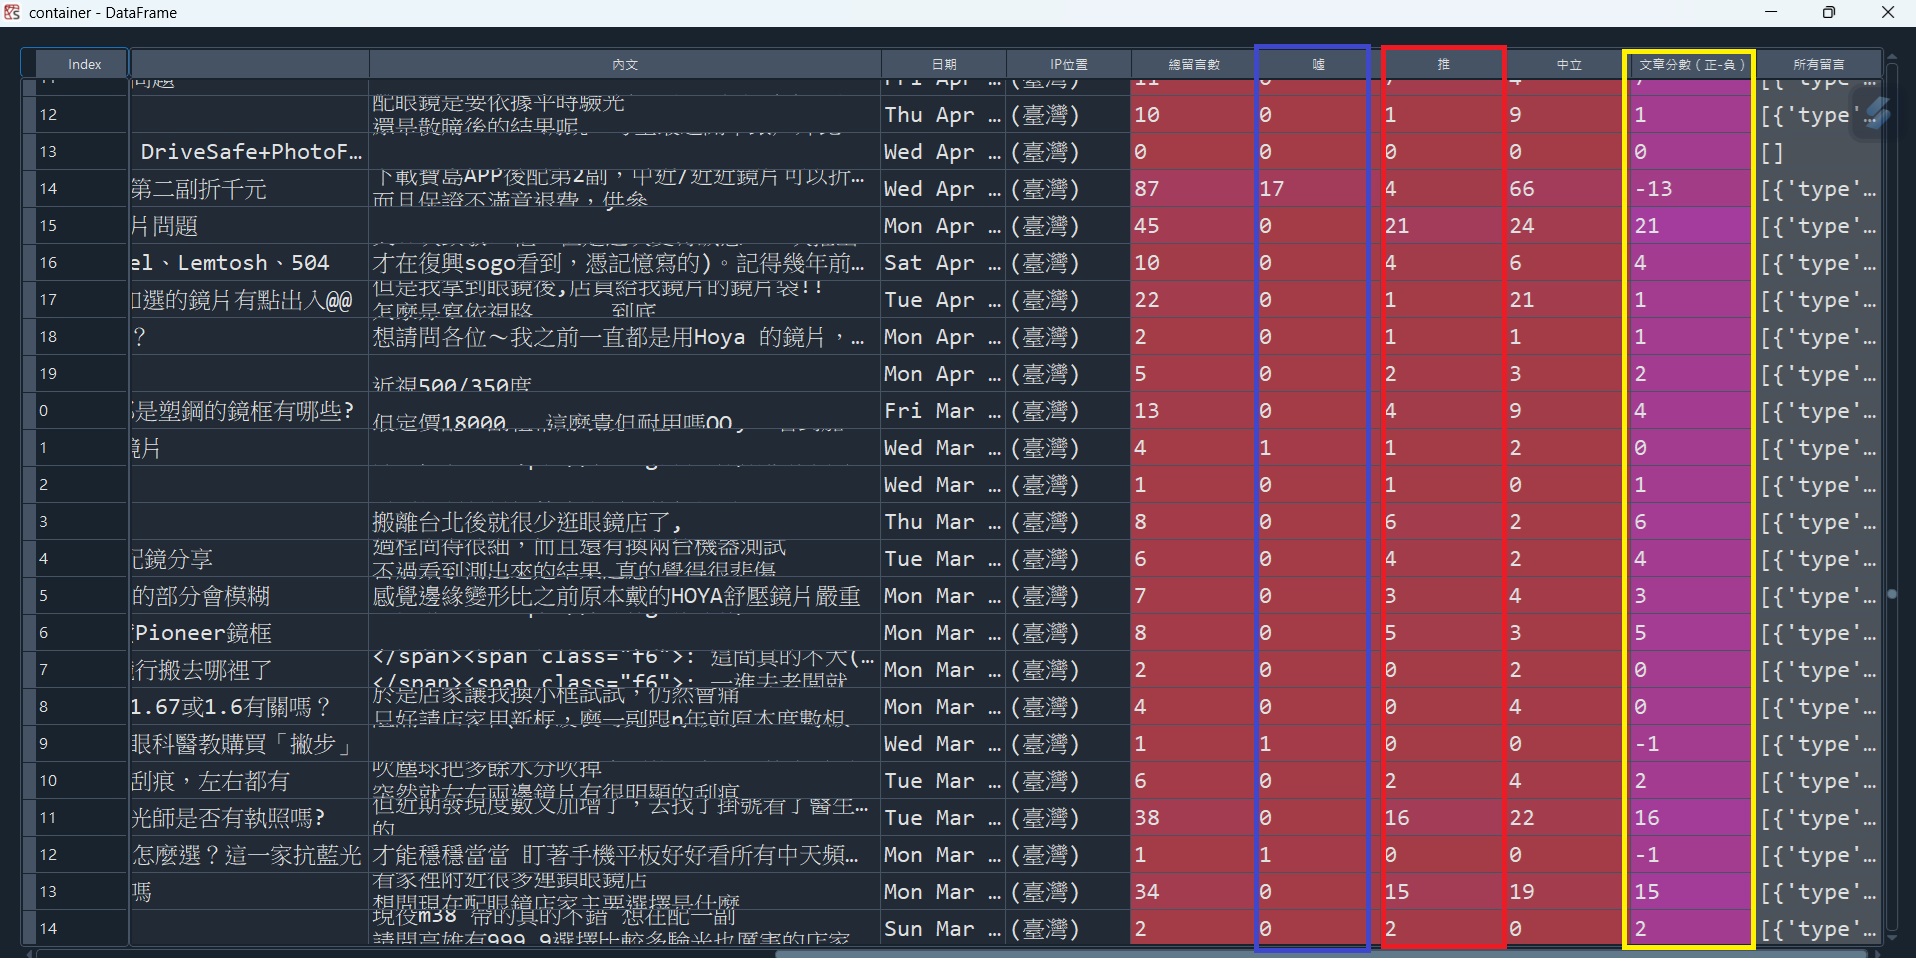 container - DataFrame
Index 內文 日期 IP位置 總留言數 噓 推 中立 文章分數（正-負） 所有留言
12 配眼鏡是要依據平時驗光 Thu Apr … (臺灣) 10 0 1 9 1 [{'type'…
還是散瞳後的結果呢
13 DriveSafe+PhotoF… Wed Apr … (臺灣) 0 0 0 0 0 []
14 第二副折千元 下載寶島APP後配第2副，中近/近近鏡片可以折… Wed Apr … (臺灣) 87 17 4 66 -13 [{'type'…
而且保證不滿意退費，供參
15 片問題 Mon Apr … (臺灣) 45 0 21 24 21 [{'type'…
16 el、Lemtosh、504 才在復興sogo看到，憑記憶寫的)。記得幾年前… Sat Apr … (臺灣) 10 0 4 6 4 [{'type'…
17 選的鏡片有點出入@@ 但是我拿到眼鏡後,店員給我鏡片的鏡片袋!! Tue Apr … (臺灣) 22 0 1 21 1 [{'type'…
怎麼是寫依視路 到底
18 ？ 想請問各位～我之前一直都是用Hoya 的鏡片，… Mon Apr … (臺灣) 2 0 1 1 1 [{'type'…
19 近視500/350度 Mon Apr … (臺灣) 5 0 2 3 2 [{'type'…
0 是塑鋼的鏡框有哪些? 但定價18000 這麼貴但耐用嗎QQ Fri Mar … (臺灣) 13 0 4 9 4 [{'type'…
1 鏡片 Wed Mar … (臺灣) 4 1 1 2 0 [{'type'…
2 Wed Mar … (臺灣) 1 0 1 0 1 [{'type'…
3 搬離台北後就很少逛眼鏡店了, Thu Mar … (臺灣) 8 0 6 2 6 [{'type'…
4 配鏡分享 過程問得很細，而且還有換兩台機器測試 Tue Mar … (臺灣) 6 0 4 2 4 [{'type'…
不過看到測出來的結果 真的覺得很悲傷
5 的部分會模糊 感覺邊緣變形比之前原本戴的HOYA舒壓鏡片嚴重 Mon Mar … (臺灣) 7 0 3 4 3 [{'type'…
6 Pioneer鏡框 Mon Mar … (臺灣) 8 0 5 3 5 [{'type'…
7 行搬去哪裡了 </span><span class="f6">: 這間真的不大(… Mon Mar … (臺灣) 2 0 0 2 0 [{'type'…
</span><span class="f6">: 一進去老闆就
8 1.67或1.6有關嗎？ 於是店家讓我換小框試試，仍然會痛 Mon Mar … (臺灣) 4 0 0 4 0 [{'type'…
只好請店家用新框，磨一副跟n年前原本度數相
9 眼科醫教購買「撇步」 Wed Mar … (臺灣) 1 1 0 0 -1 [{'type'…
10 刮痕，左右都有 吹塵球把多餘水分吹掉 Tue Mar … (臺灣) 6 0 2 4 2 [{'type'…
突然就左右兩邊鏡片有很明顯的刮痕
11 光師是否有執照嗎? 但近期發現度數又加增了，去找了掛號看了醫生… Tue Mar … (臺灣) 38 0 16 22 16 [{'type'…
的
12 怎麼選？這一家抗藍光 才能穩穩當當 盯著手機平板好好看所有中天頻… Mon Mar … (臺灣) 1 1 0 0 -1 [{'type'…
13 嗎 看家裡附近很多連鎖眼鏡店 Mon Mar … (臺灣) 34 0 15 19 15 [{'type'…
想問現在配眼鏡店家主要選擇是什麼
14 現役m38 帶的真的不錯 想在配一副 Sun Mar … (臺灣) 2 0 2 0 2 [{'type'…
請問高雄有999.9選擇比較多驗光也厲害的店家